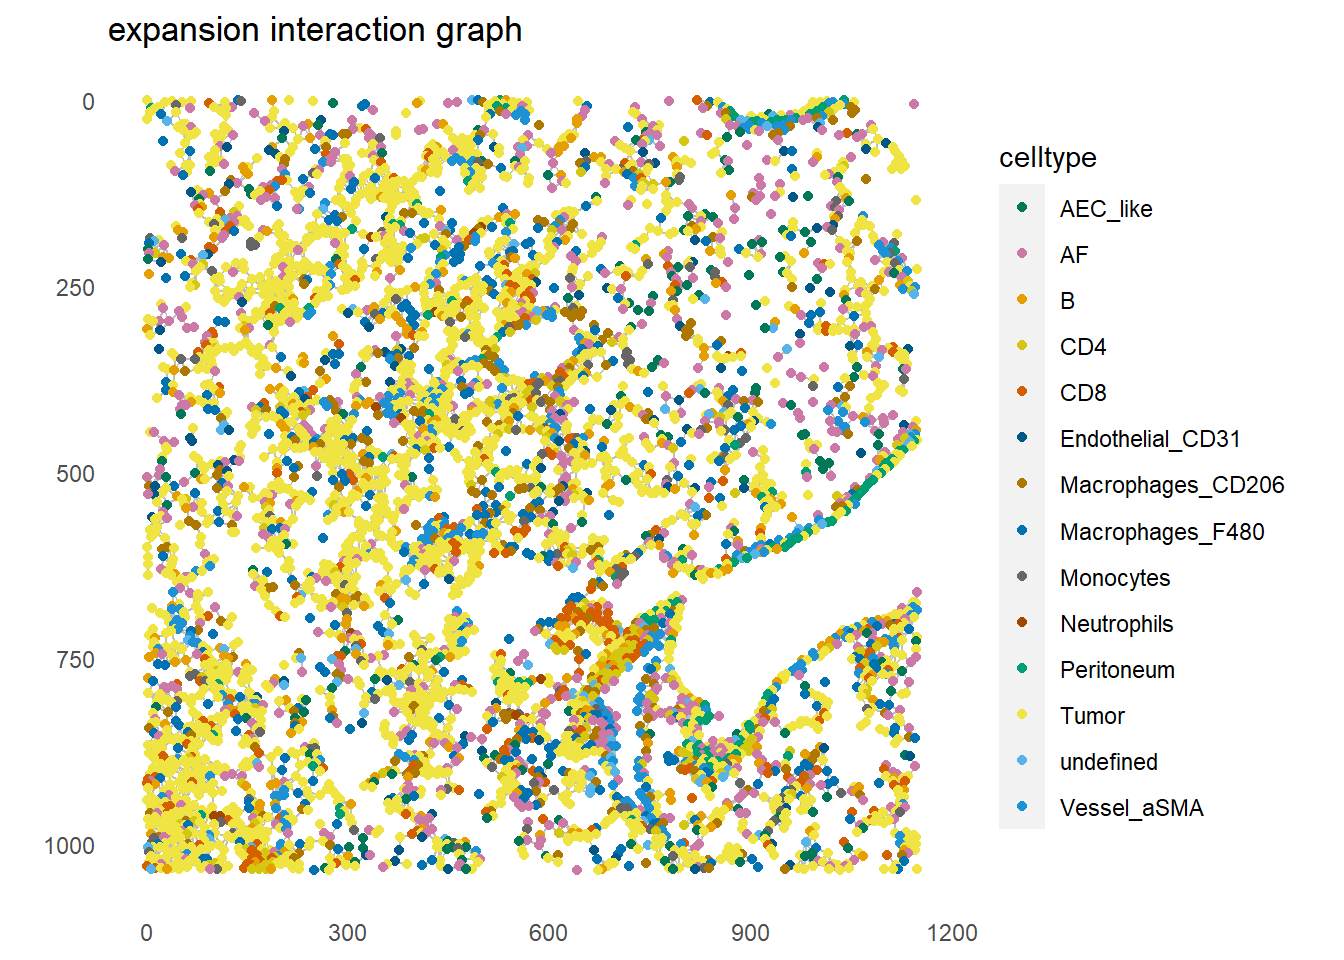 expansion interaction graph
0
250
500
750
1000
0
300
600
900
1200
celltype
AEC_like
AF
B
CD4
CD8
Endothelial_CD31
Macrophages_CD206
Macrophages_F480
Monocytes
Neutrophils
Peritoneum
Tumor
undefined
Vessel_aSMA